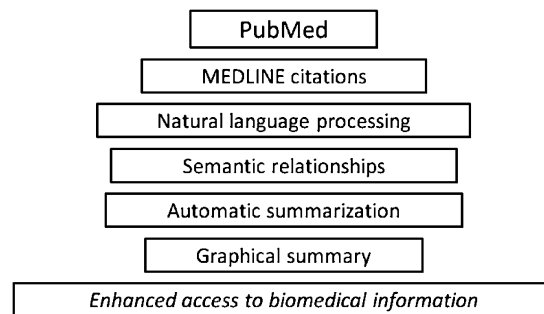 PubMed
MEDLINE citations
Natural language processing
Semantic relationships
Automatic summarization
Graphical summary
Enhanced access to biomedical information